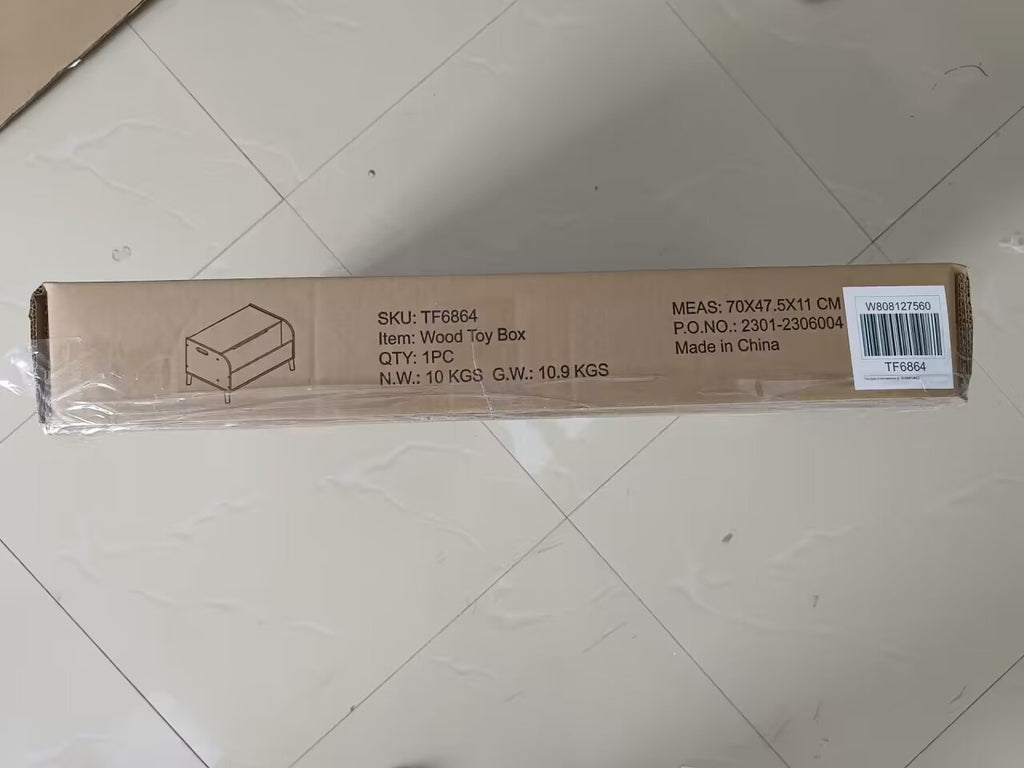 SKU: TF6864
Item: Wood Toy Box
QTY: 1PC
N.W.: 10 KGS G.W.: 10.9 KGS
MEAS: 70X47.5X11 CM
P.O.NO.: 2301-2306004
Made in China
W808127560
TF6864